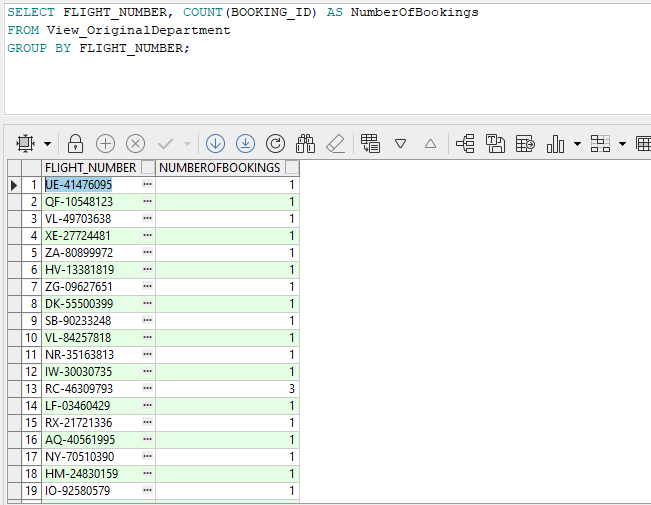 SELECT FLIGHT_NUMBER, COUNT(BOOKING_ID) AS NumberOfBookings
FROM View_OriginalDepartment
GROUP BY FLIGHT_NUMBER;
FLIGHT_NUMBER NUMBEROFBOOKINGS
1 UE-41476095 ... 1
2 QF-10548123 ... 1
3 VL-49703638 ... 1
4 XE-27724481 ... 1
5 ZA-80899972 ... 1
6 HV-13381819 ... 1
7 ZG-09627651 ... 1
8 DK-55500399 ... 1
9 SB-90233248 ... 1
10 VL-84257818 ... 1
11 NR-35163813 ... 1
12 IW-30030735 ... 1
13 RC-46309793 ... 3
14 LF-03460429 ... 1
15 RX-21721336 ... 1
16 AQ-40561995 ... 1
17 NY-70510390 ... 1
18 HM-24830159 ... 1
19 IO-92580579 ... 1